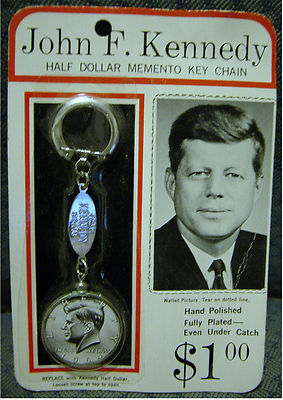 John F. Kennedy
HALF DOLLAR MEMENTO KEY CHAIN
KENNEDY
Wallet Picture. Tear on dotted line.
Hand Polished
Fully Plated—
Even Under Catch
$1.00
REPLACE with Kennedy Half Dollar.
Loosen screw at top to open.